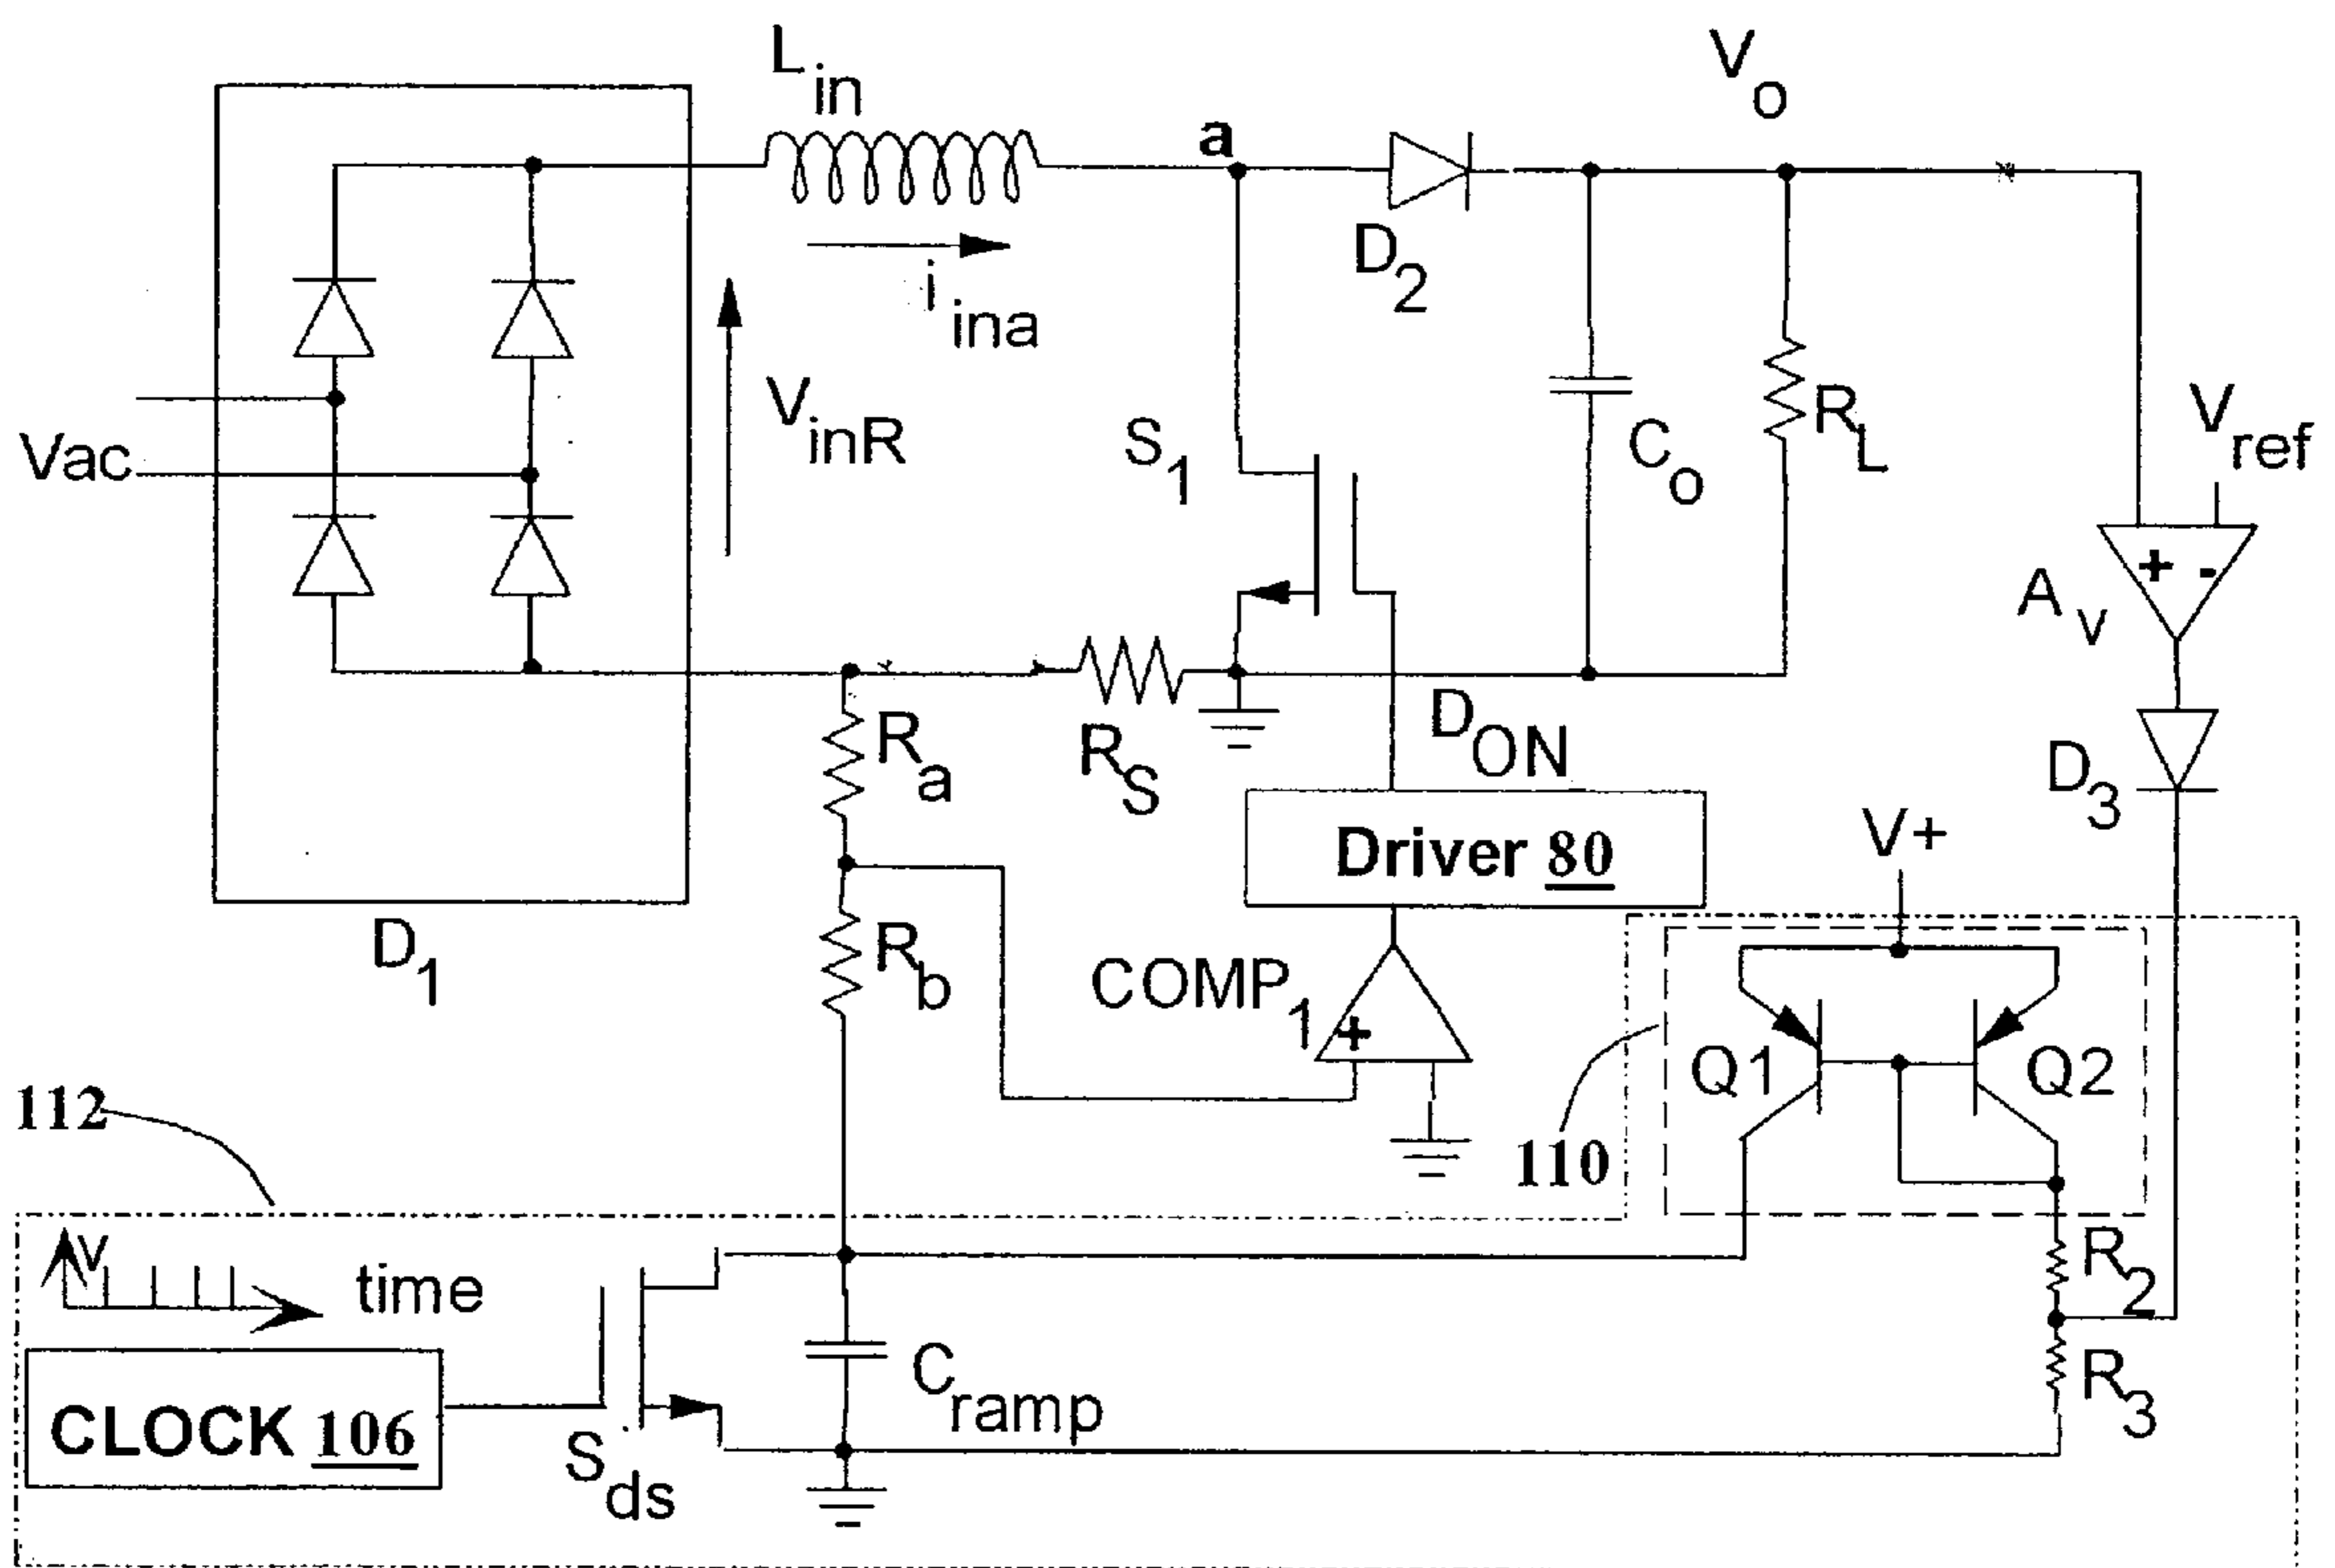 L in
V o
a
D 2
i ina
V inR
S 1
C o
R L
V ref
Vac
+ -
A v
R a
R S
D ON
D 3
Driver 80
V+
D 1
R b
COMP 1
+
Q1
Q2
112
110
V
time
R 2
CLOCK 106
S ds
C ramp
R 3